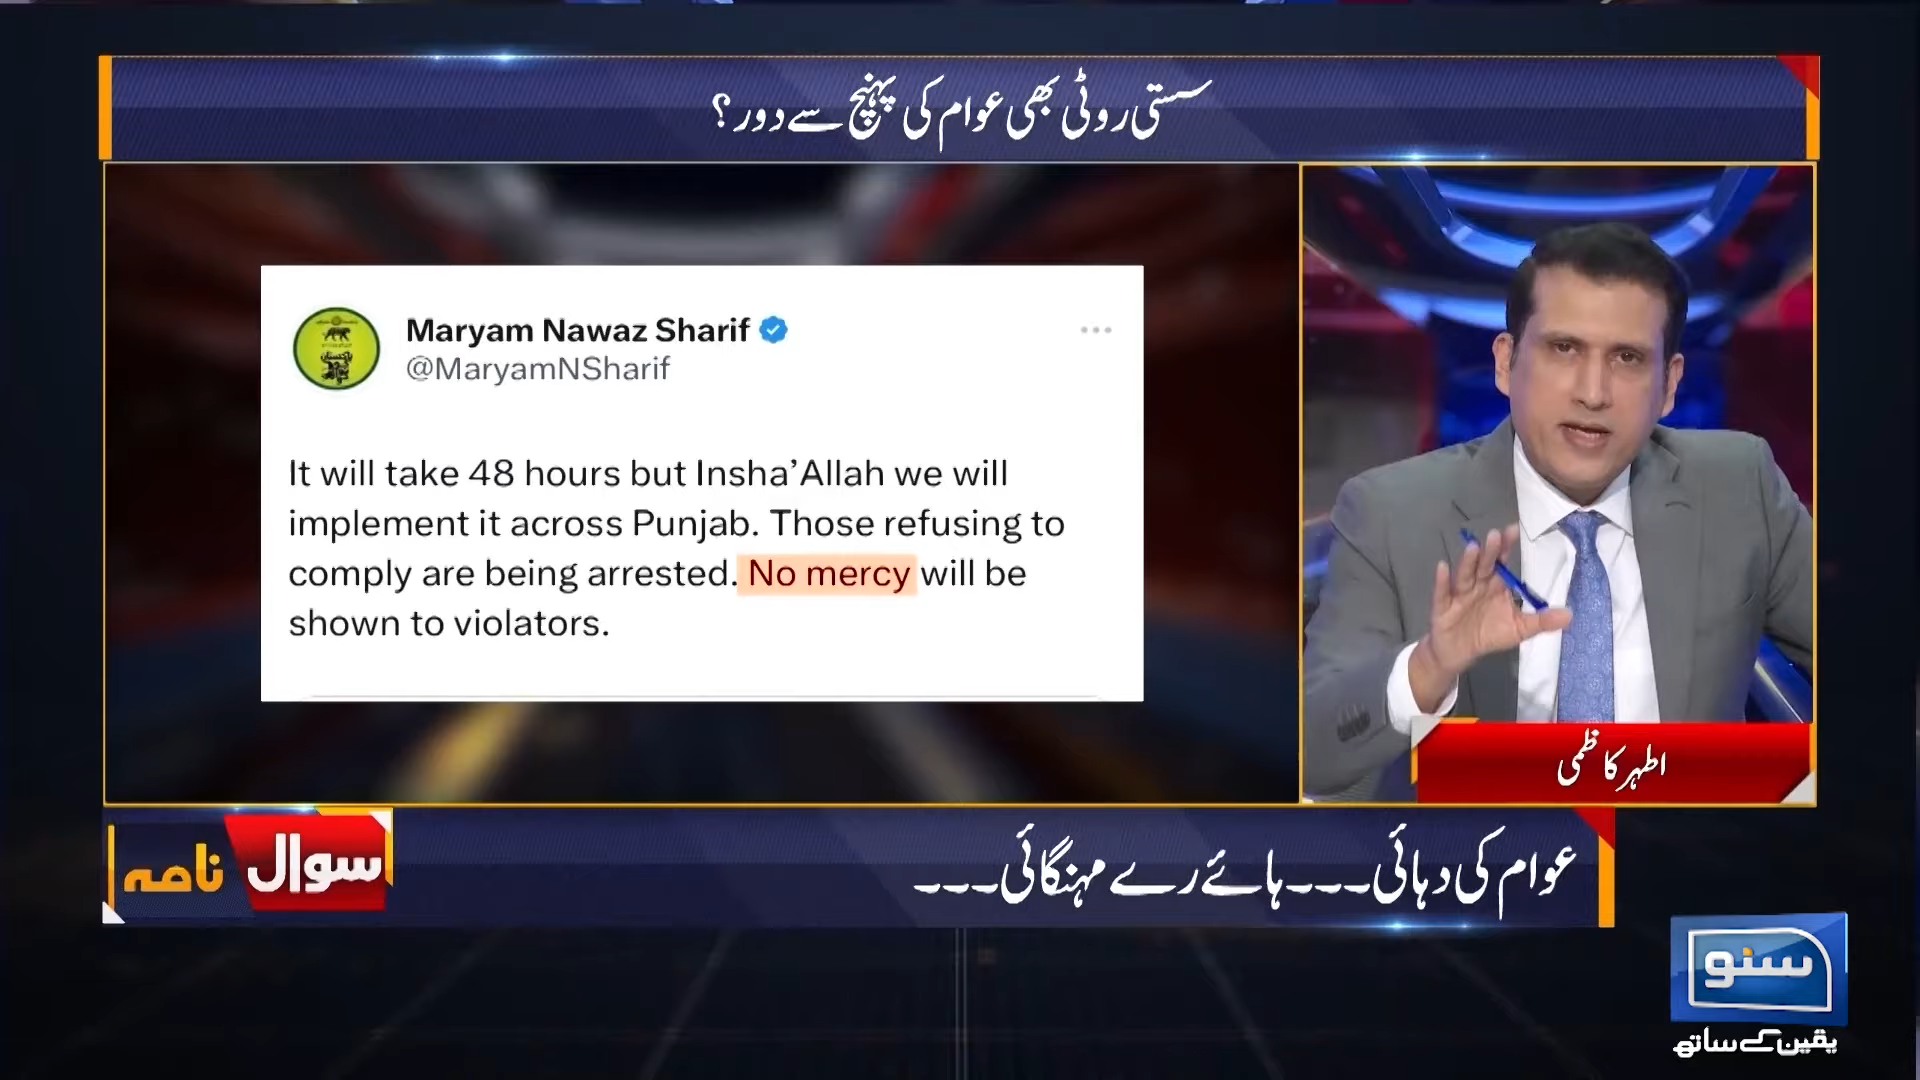 سستی روٹی بھی عوام کی پہنچ سے دور؟
Maryam Nawaz Sharif
@MaryamNSharif
It will take 48 hours but Insha’Allah we will
implement it across Punjab. Those refusing to
comply are being arrested. No mercy will be
shown to violators.
اطہر کاظمی
سوال نامہ
عوام کی دہائی۔۔۔ہائے رے مہنگائی۔۔۔
سنو
یقین کے ساتھ